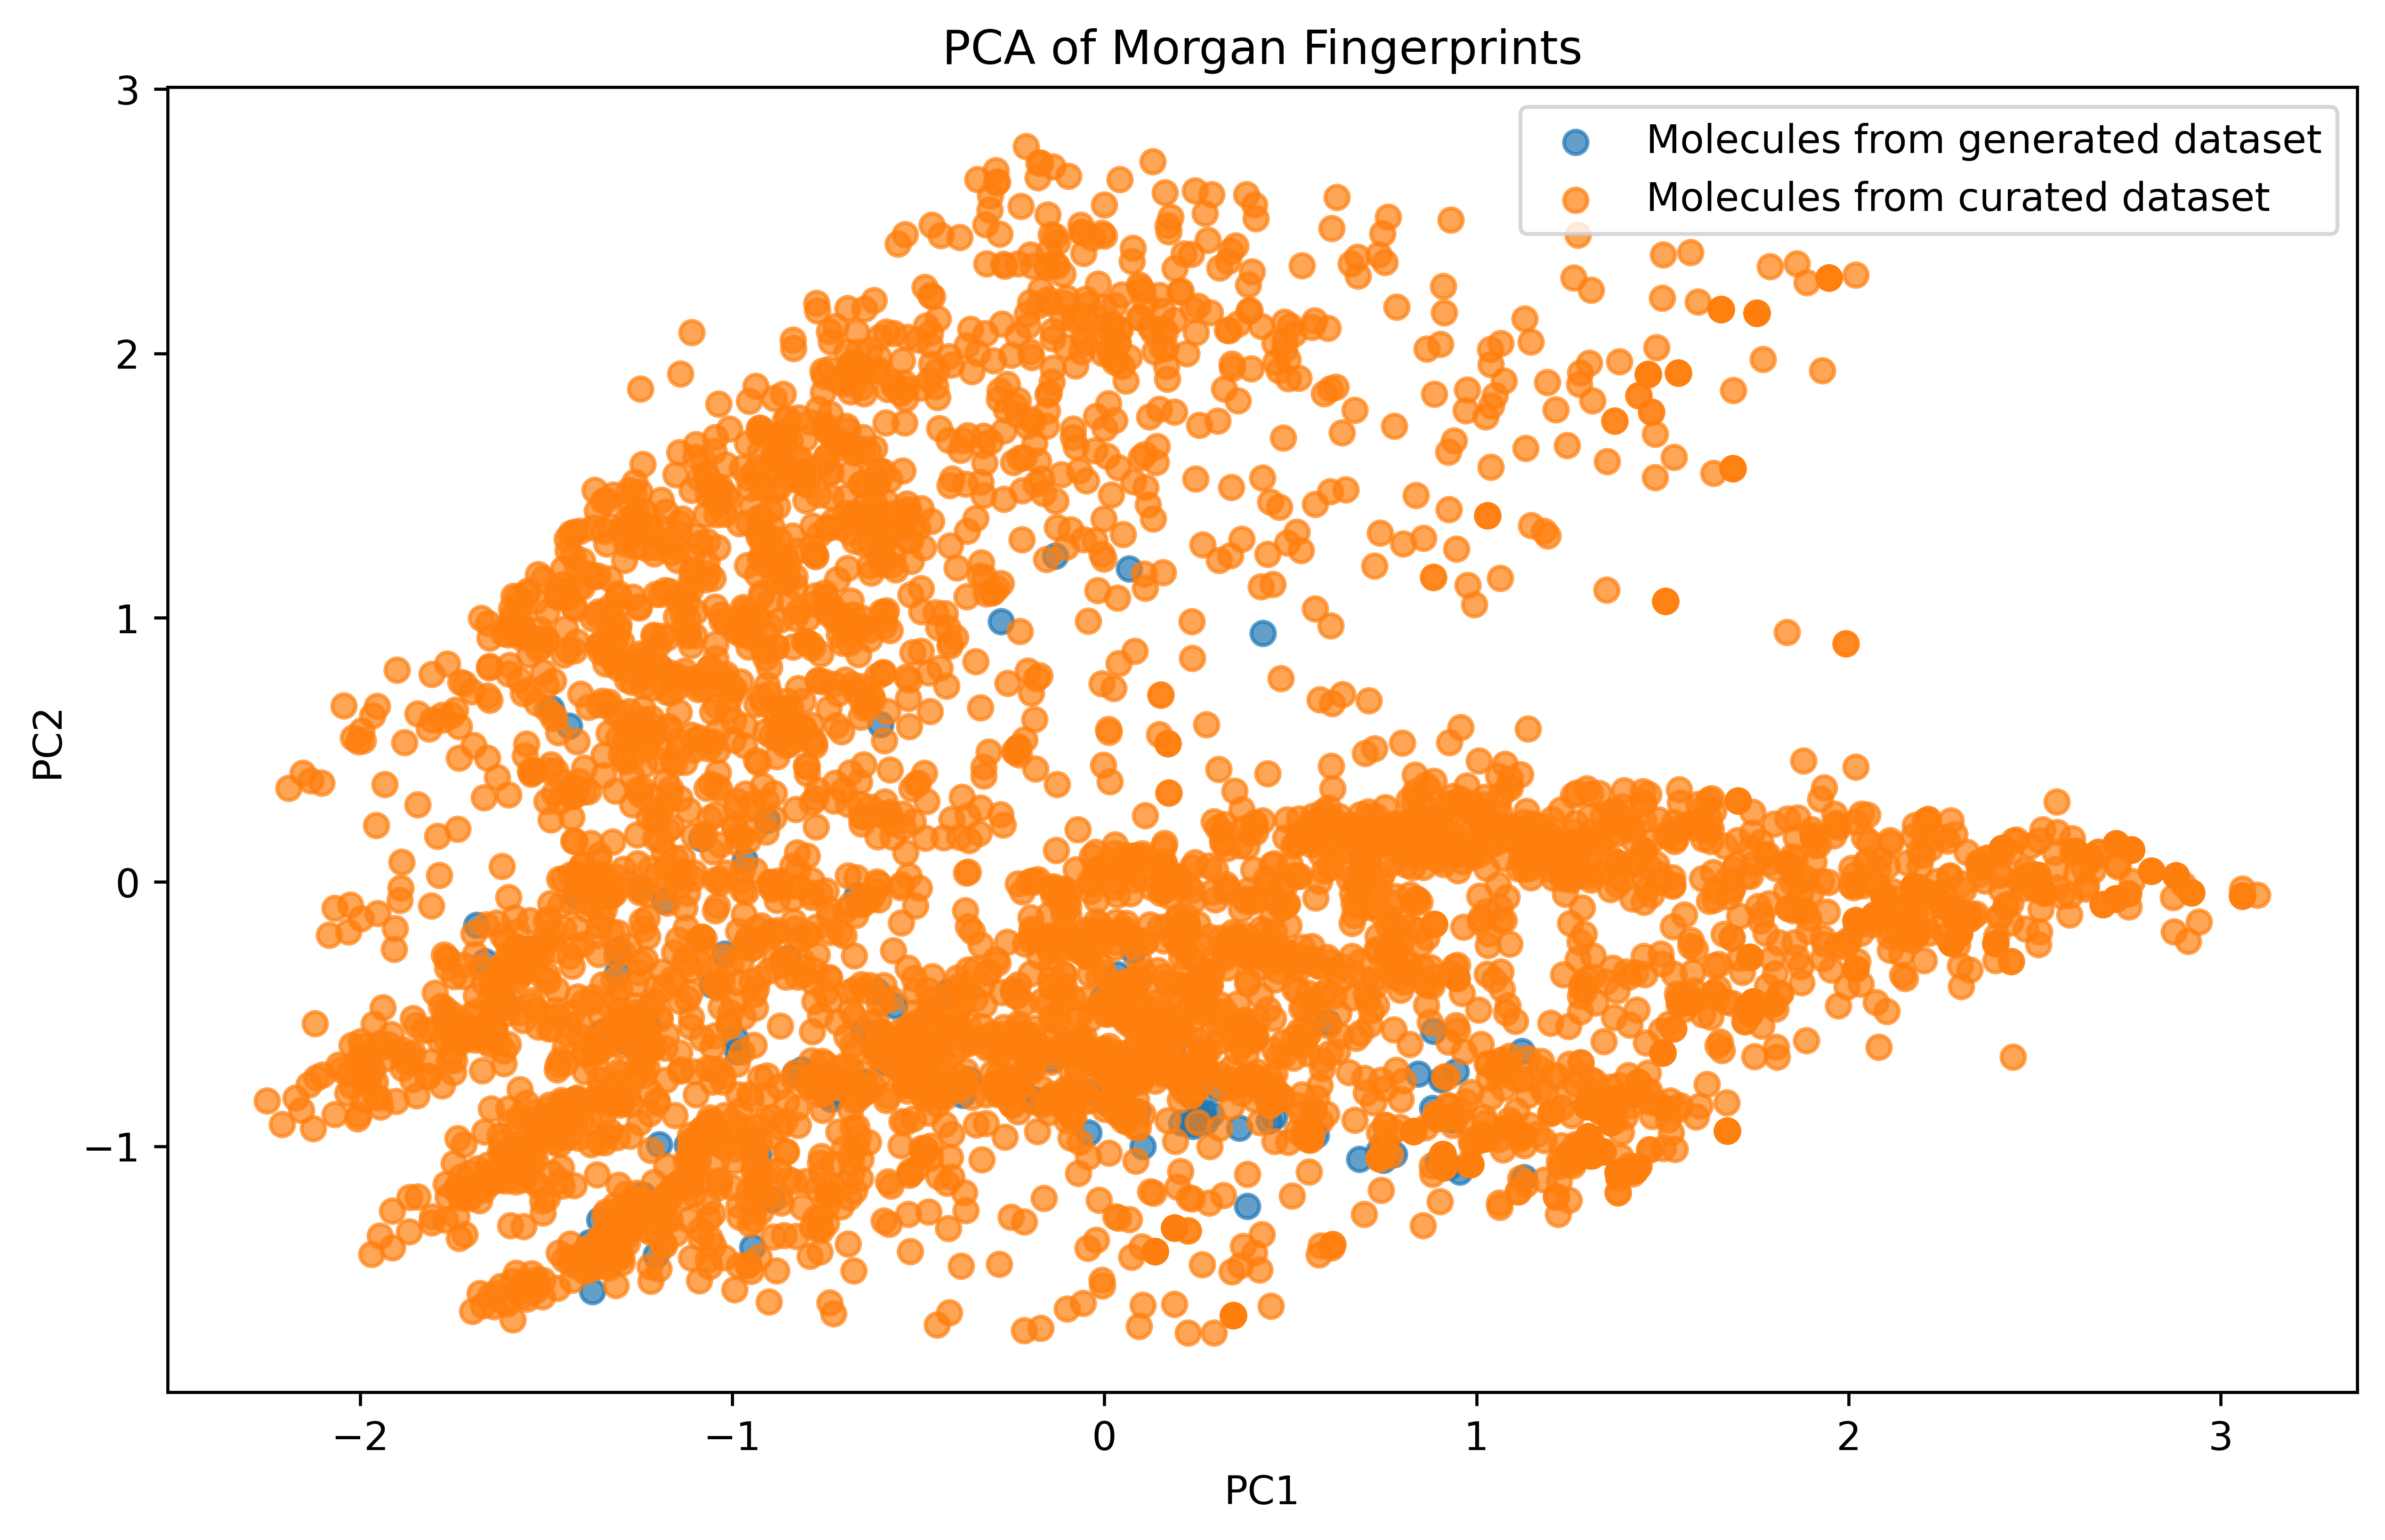 PCA of Morgan Fingerprints
Molecules from generated dataset
Molecules from curated dataset
3
2
1
0
−1
PC2
−2
−1
0
1
2
3
PC1